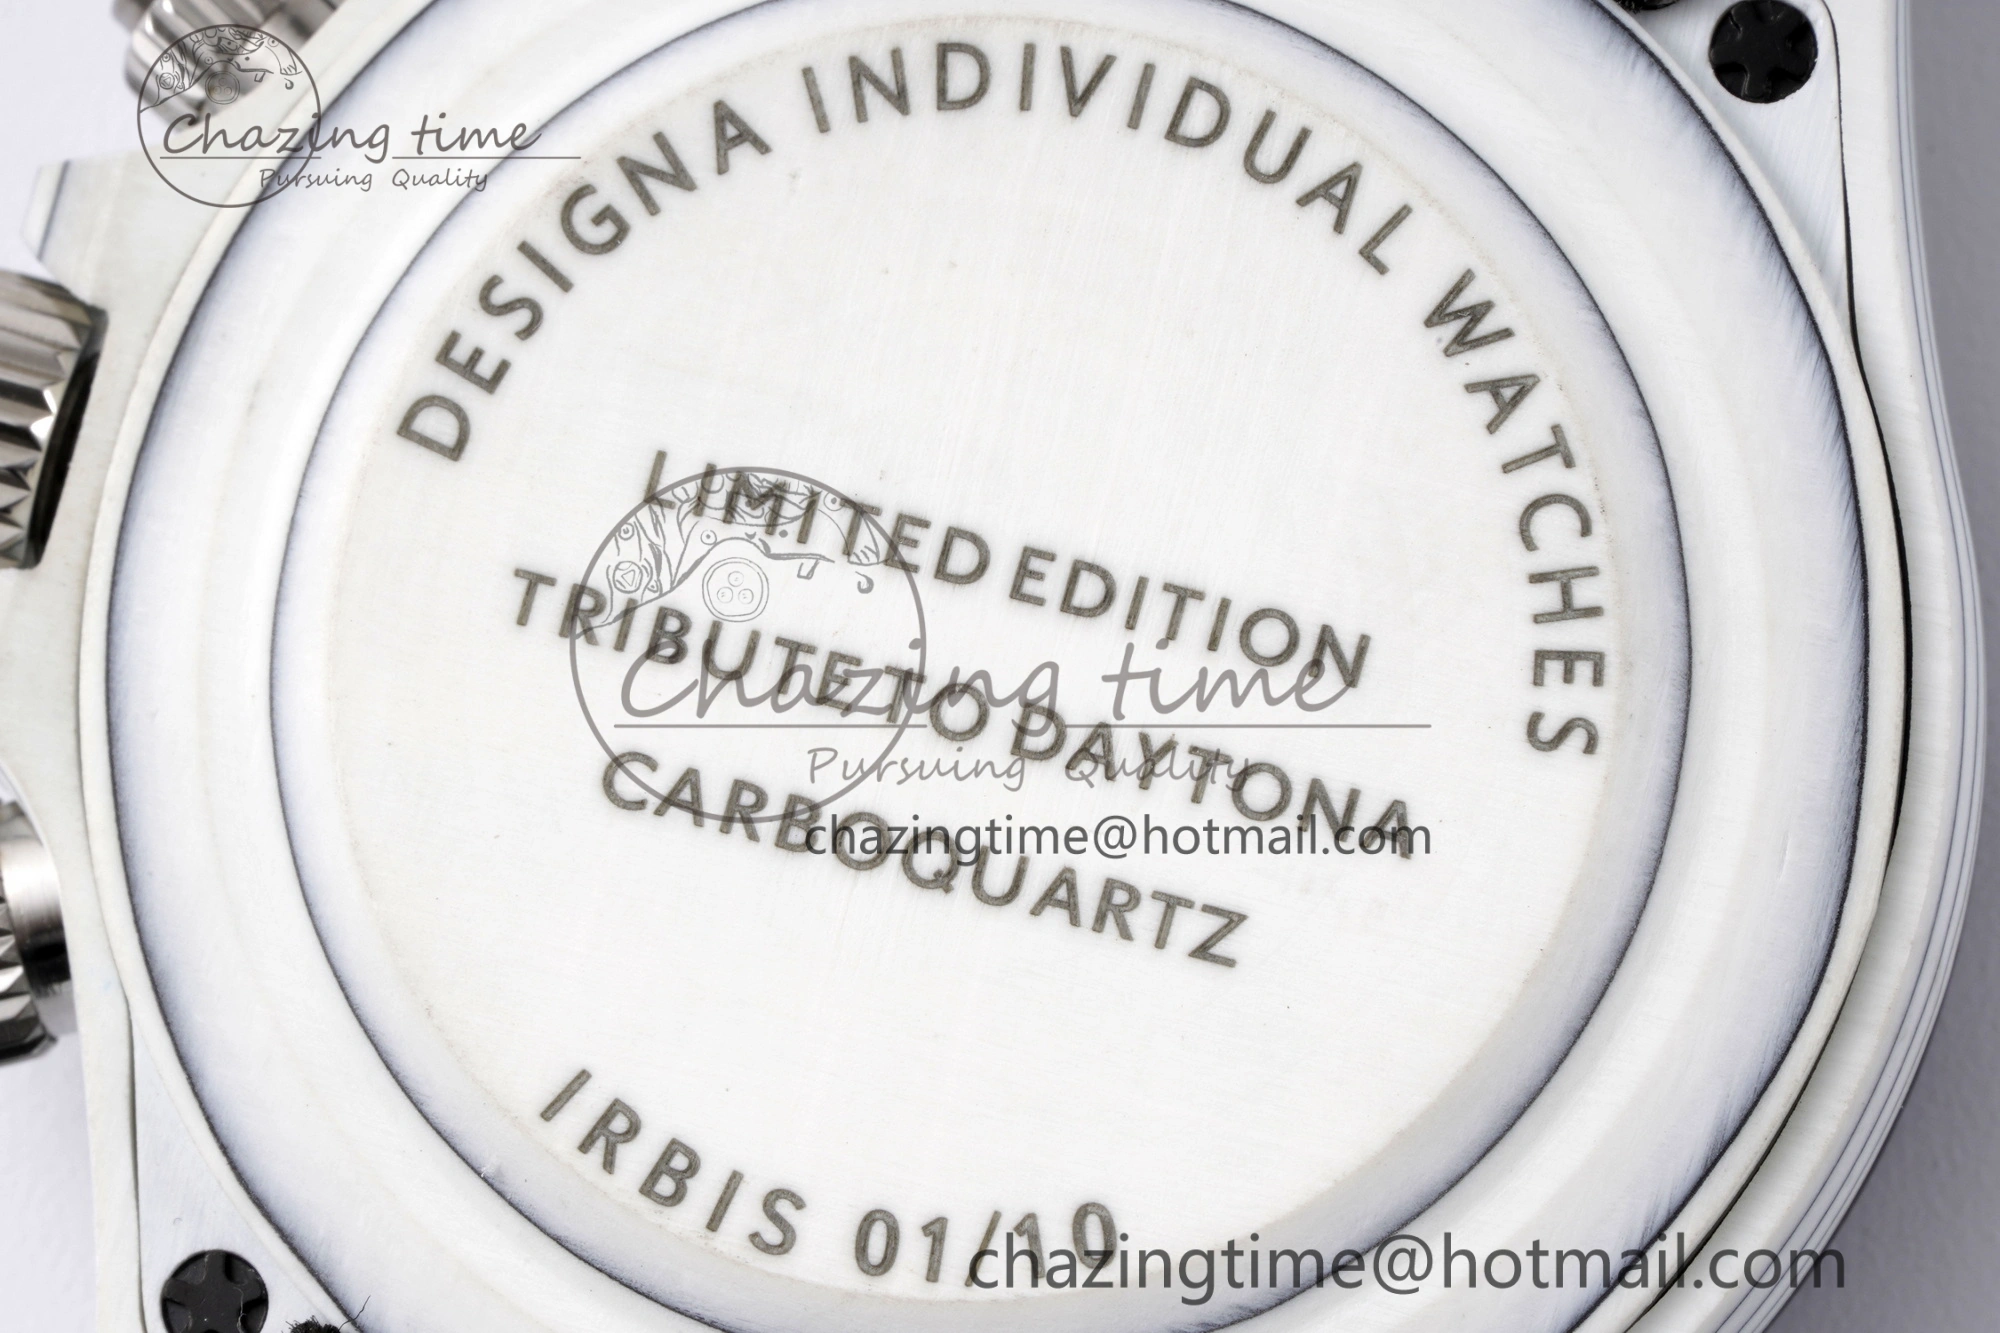 Chazing time
Pursuing Quality
DESIGNA INDIVIDUAL WATCHES
LIMITED EDITION
TRIBUTE TO DAYTONA
CARBOQUARTZ
Chazing time
Pursuing Quality
chazingtime@hotmail.com
IRBIS 01/10
chazingtime@hotmail.com